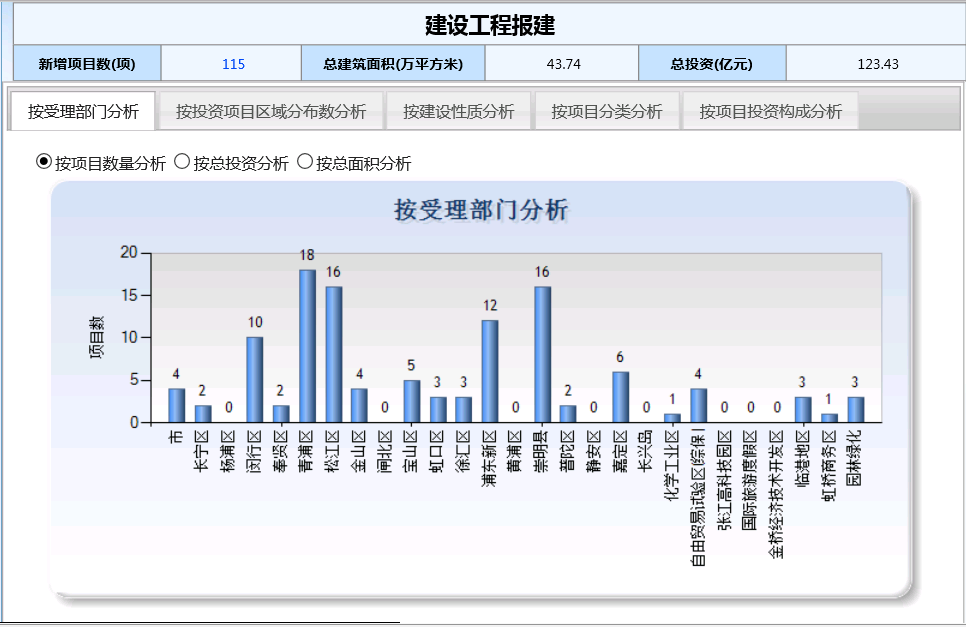 建设工程报建
新增项目数(项) 115 总建筑面积(万平方米) 43.74 总投资(亿元) 123.43
按受理部门分析 按投资项目区域分布数分析 按建设性质分析 按项目分类分析 按项目投资构成分析
按项目数量分析 按总投资分析 按总面积分析
按受理部门分析
项目数
20
15
10
5
0
4 2 0 10 2 18 16 4 0 5 3 3 12 0 16 2 0 6 0 1 4 0 0 0 3 1 3
市
长宁区
杨浦区
闵行区
奉贤区
青浦区
松江区
金山区
闸北区
宝山区
虹口区
徐汇区
浦东新区
黄浦区
崇明县
普陀区
静安区
嘉定区
长兴岛
化学工业区
自由贸易试验区(综保
张江高科技园区
国际旅游度假区
金桥经济技术开发区
临港地区
虹桥商务区
园林绿化